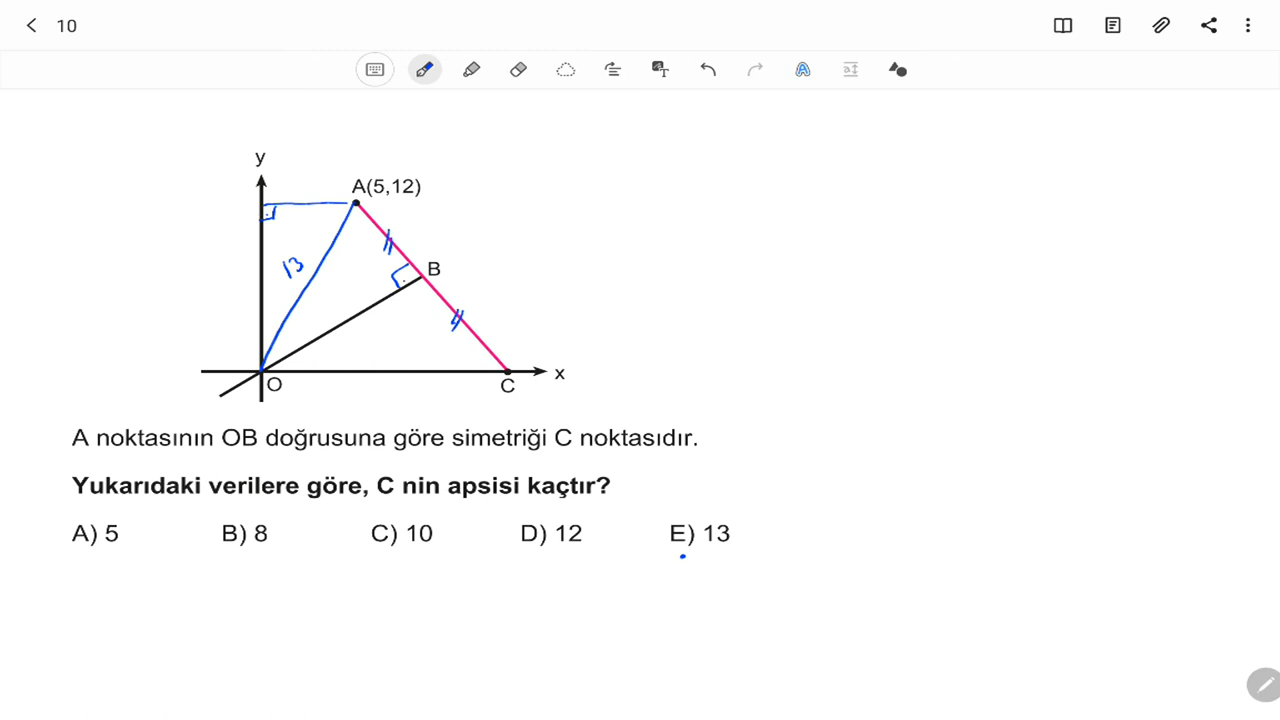 10
y
A(5,12)
13
B
O
C
x
A noktasının OB doğrusuna göre simetriği C noktasıdır.
Yukarıdaki verilere göre, C nin apsisi kaçtır?
A) 5 B) 8 C) 10 D) 12 E) 13